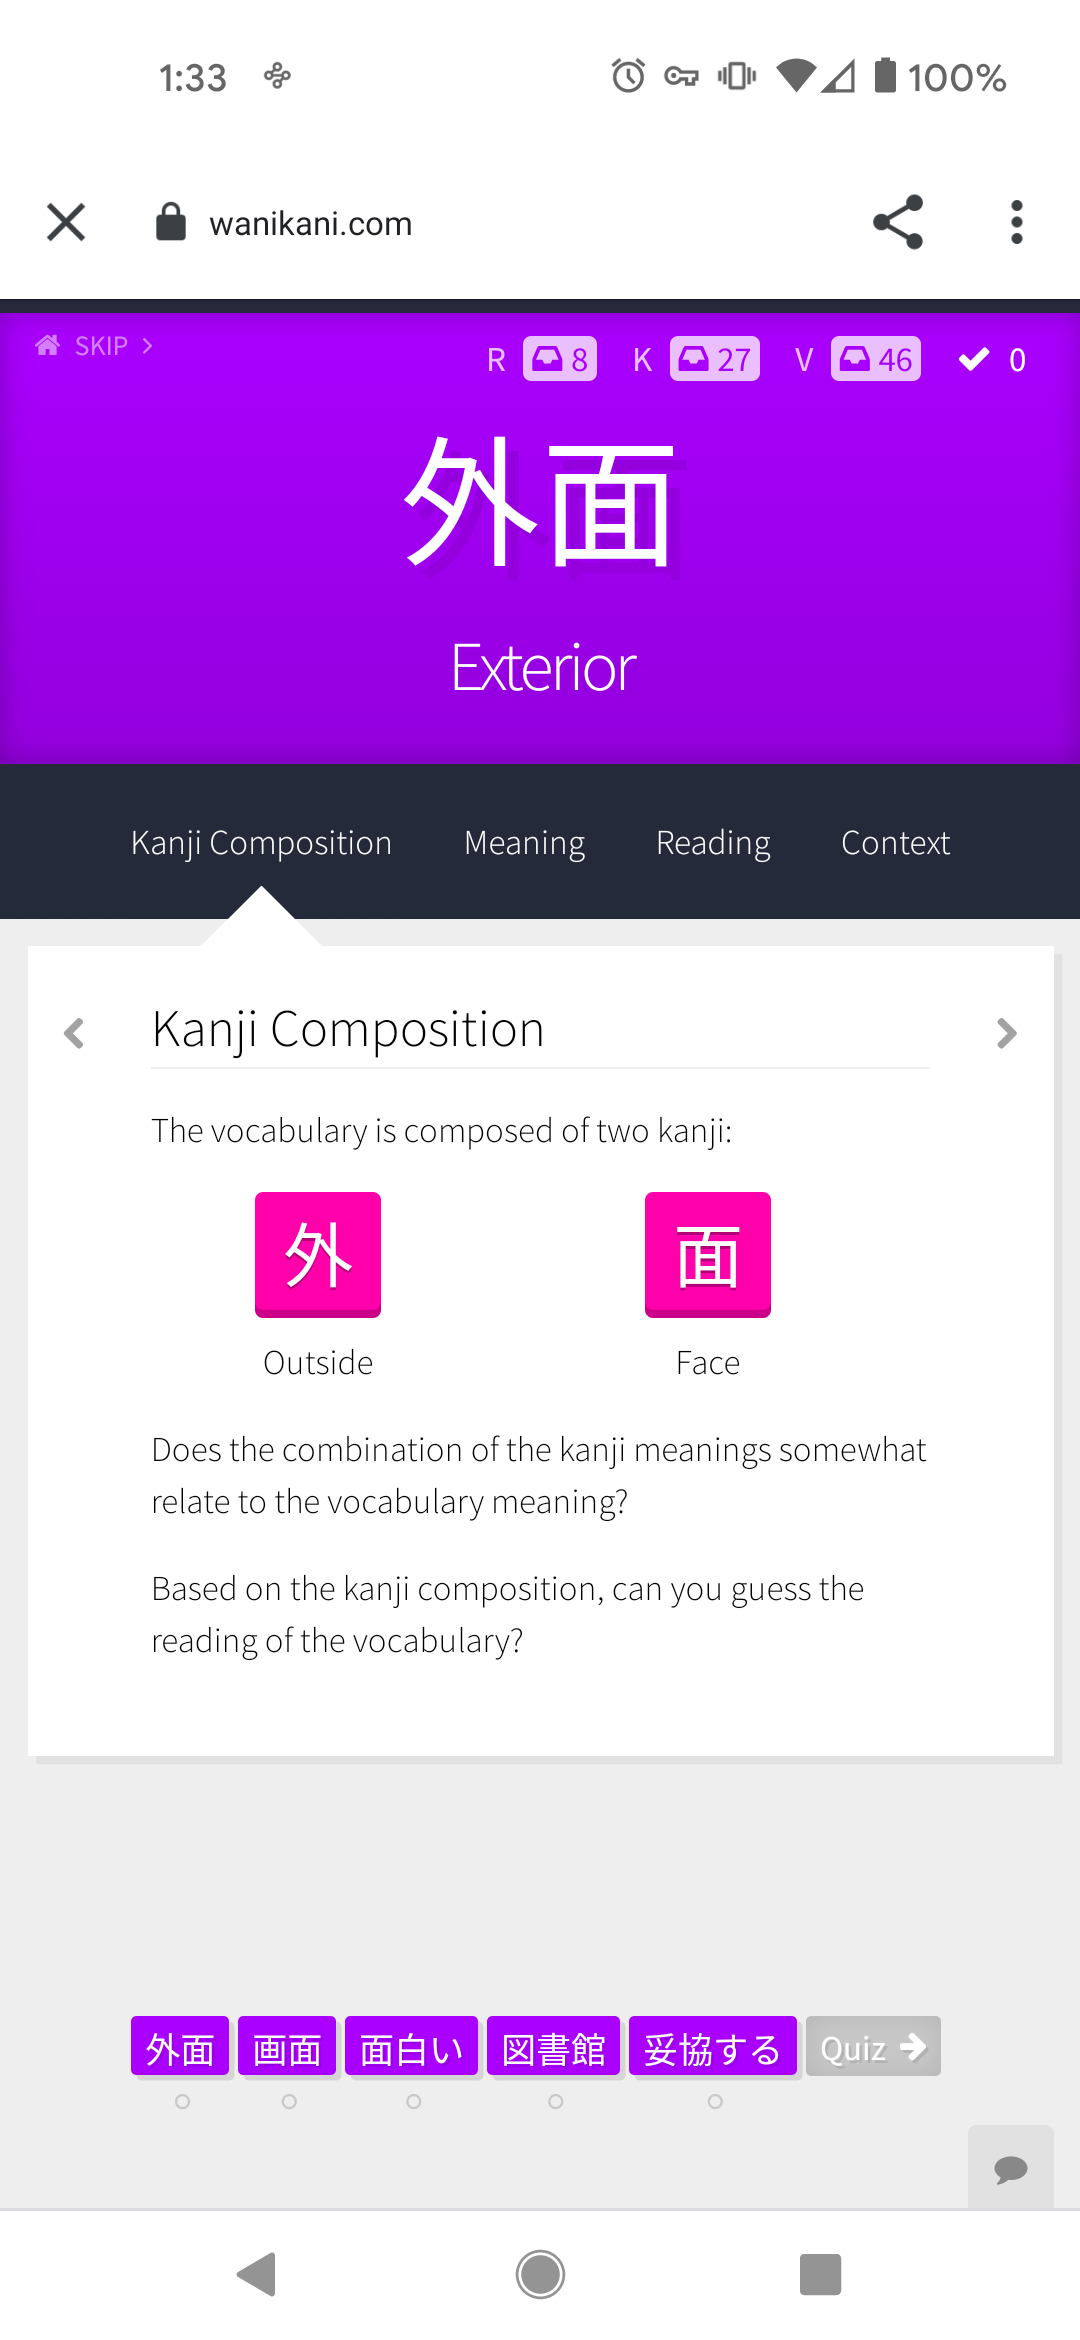 1:33 100%
wanikani.com
SKIP R 8 K 27 V 46 0
外面
Exterior
Kanji Composition Meaning Reading Context
Kanji Composition
The vocabulary is composed of two kanji:
外 面
Outside Face
Does the combination of the kanji meanings somewhat
relate to the vocabulary meaning?
Based on the kanji composition, can you guess the
reading of the vocabulary?
外面 画面 面白い 図書館 妥協する Quiz